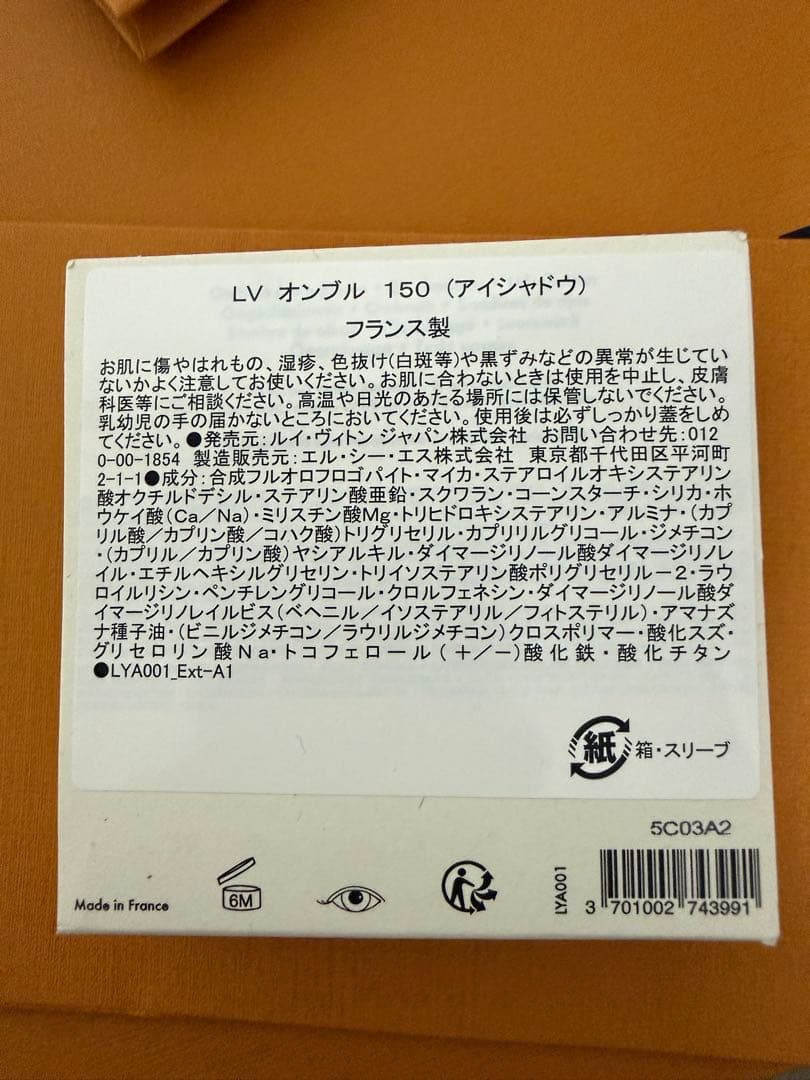 LV オンブル 150 (アイシャドウ)
フランス製
お肌に傷やはれもの、湿疹、色抜け(白斑等)や黒ずみなどの異常が生じてい
ないかよく注意してお使いください。お肌に合わないときは使用を中止し、皮膚
科医等にご相談ください。高温や日光のあたる場所には保管しないでください。
乳幼児の手の届かないところにおいてください。使用後は必ずしっかり蓋をしめ
てください。●発売元:ルイ・ヴィトン ジャパン株式会社 お問い合わせ先:012
0-00-1854 製造販売元:エル・シー・エス株式会社 東京都千代田区平河町
2-1-1●成分:合成フルオロフロゴパイト・マイカ・ステアロイルオキシステアリン
酸オクチルドデシル・ステアリン酸亜鉛・スクワラン・コーンスターチ・シリカ・ホ
ウケイ酸(Ca/Na)・ミリスチン酸Mg・トリヒドロキシステアリン・アルミナ・(カプ
リル酸/カプリン酸/コハク酸)トリグリセリル・カプリリルグリコール・ジメチコン
・(カプリル/カプリン酸)ヤシアルキル・ダイマージリノール酸ダイマージリノレ
イル・エチルヘキシルグリセリン・トリイソステアリン酸ポリグリセリル-2・ラウ
ロイルリシン・ペンチレングリコール・クロルフェネシン・ダイマージリノール酸ダ
イマージリノレイルビス(ベヘニル/イソステアリル/フィトステリル)・アマナズ
ナ種子油・(ビニルジメチコン/ラウリルジメチコン)クロスポリマー・酸化スズ・
グリセロリン酸Na・トコフェロール(+/-)酸化鉄・酸化チタン
●LYA001_Ext-A1
紙 箱・スリーブ
5C03A2
Made in France
6M
LYA001
3 701002 743991